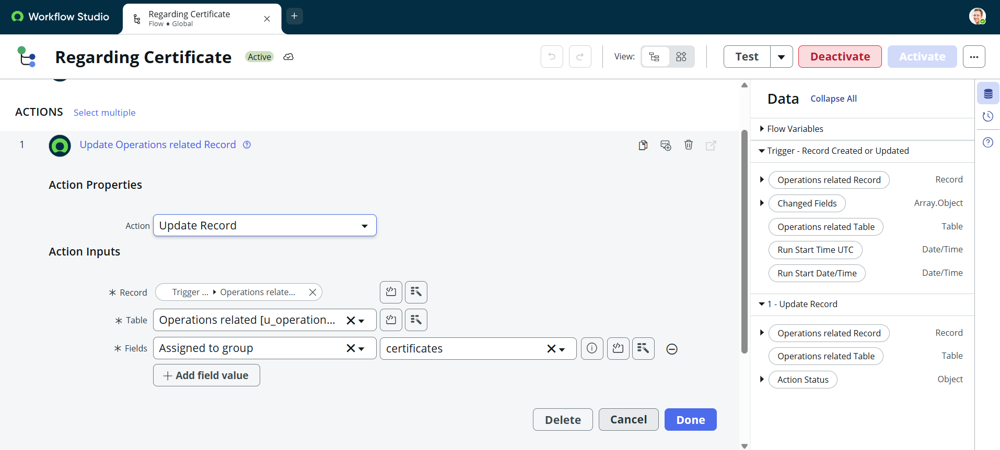 Workflow Studio
Regarding Certificate
Flow • Global
Regarding Certificate
Active
View:
Test
Deactivate
Activate
ACTIONS
Select multiple
1
Update Operations related Record
Action Properties
Action
Update Record
Action Inputs
Record
Trigger ...
Operations relate...
Table
Operations related [u_operation...
Fields
Assigned to group
certificates
Add field value
Delete
Cancel
Done
Data
Collapse All
Flow Variables
Trigger - Record Created or Updated
Operations related Record
Record
Changed Fields
Array.Object
Operations related Table
Table
Run Start Time UTC
Date/Time
Run Start Date/Time
Date/Time
1 - Update Record
Operations related Record
Record
Operations related Table
Table
Action Status
Object